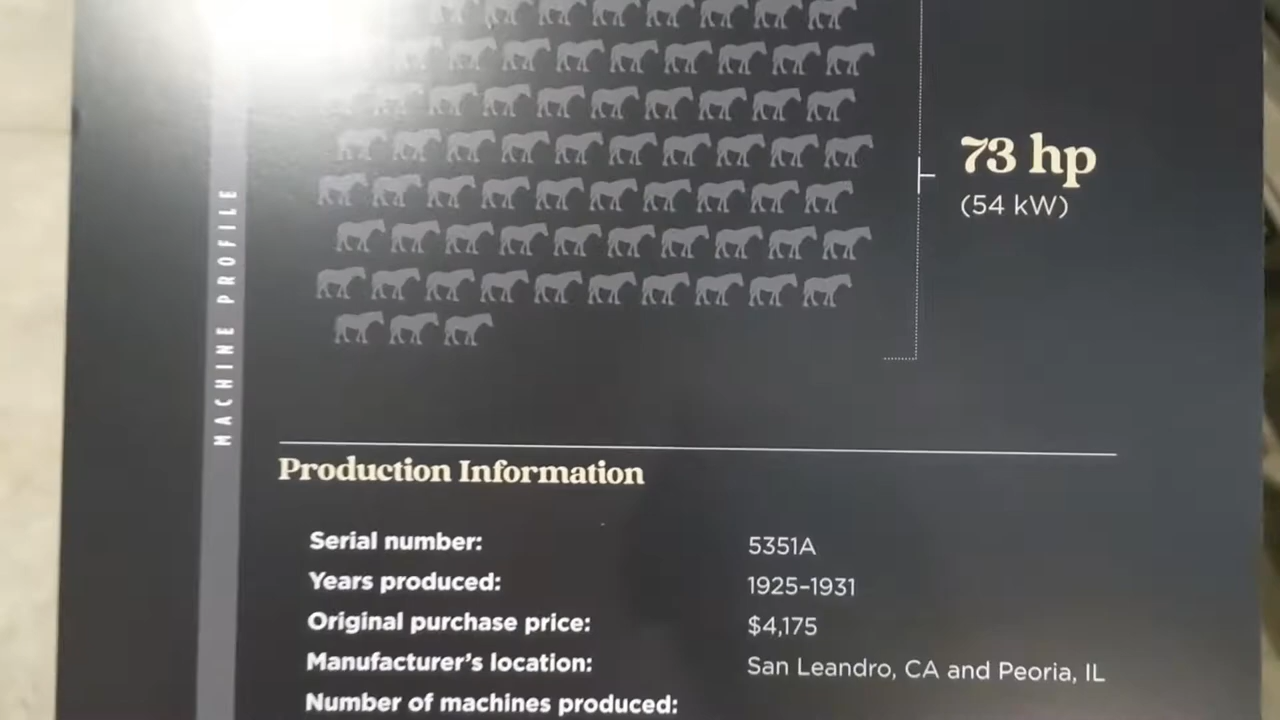 73 hp
(54 kW)
MACHINE PROFILE
Production Information
Serial number: 5351A
Years produced: 1925–1931
Original purchase price: $4,175
Manufacturer’s location: San Leandro, CA and Peoria, IL
Number of machines produced: